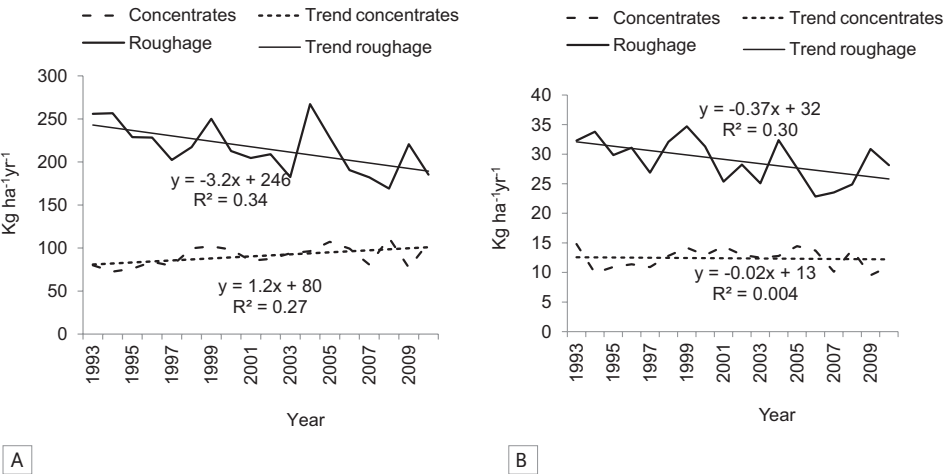 Concentrates Trend concentrates
Roughage Trend roughage
Kg ha⁻¹yr⁻¹
300
250
200
150
100
50
0
y = -3.2x + 246
R² = 0.34
y = 1.2x + 80
R² = 0.27
1993 1995 1997 1999 2001 2003 2005 2007 2009
Year
A
Concentrates Trend concentrates
Roughage Trend roughage
Kg ha⁻¹yr⁻¹
40
35
30
25
20
15
10
5
0
y = -0.37x + 32
R² = 0.30
y = -0.02x + 13
R² = 0.004
1993 1995 1997 1999 2001 2003 2005 2007 2009
Year
B